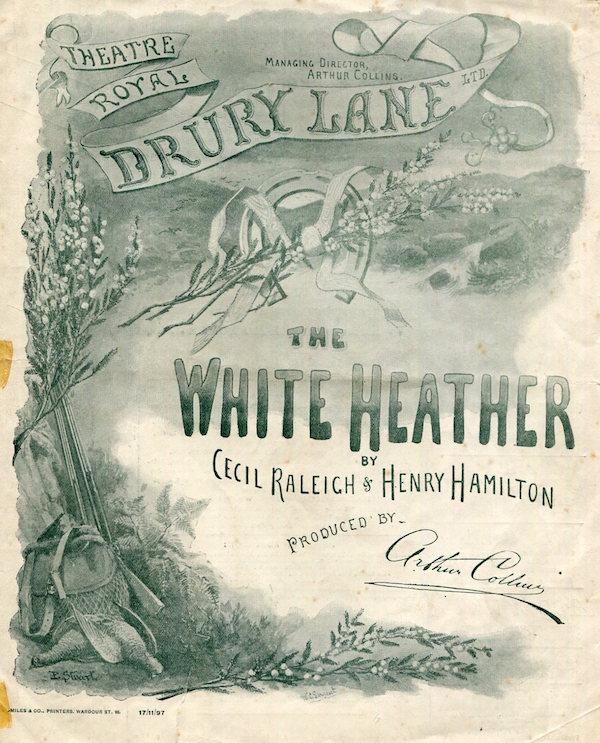 THEATRE
ROYAL
DRURY LANE LTD.
MANAGING DIRECTOR,
ARTHUR COLLINS.
THE
WHITE HEATHER
BY
CECIL RALEIGH & HENRY HAMILTON
PRODUCED BY
Arthur Collins
MILES & CO., PRINTERS, WARDOUR ST, W. 17/11/97